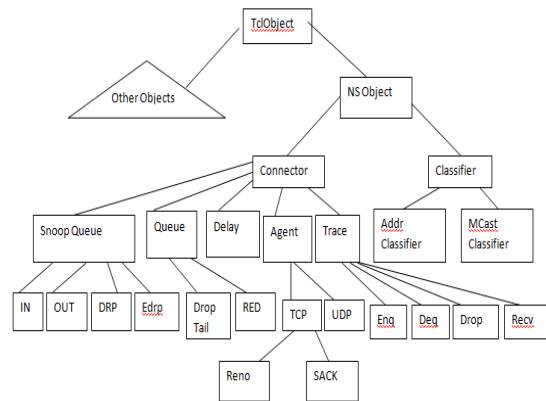 TclObject
Other Objects
NS Object
Connector
Classifier
Snoop Queue
Queue
Delay
Agent
Trace
Addr
Classifier
MCast
Classifier
IN
OUT
DRP
Edrp
Drop
Tail
RED
TCP
UDP
Enq
Deq
Drop
Recv
Reno
SACK